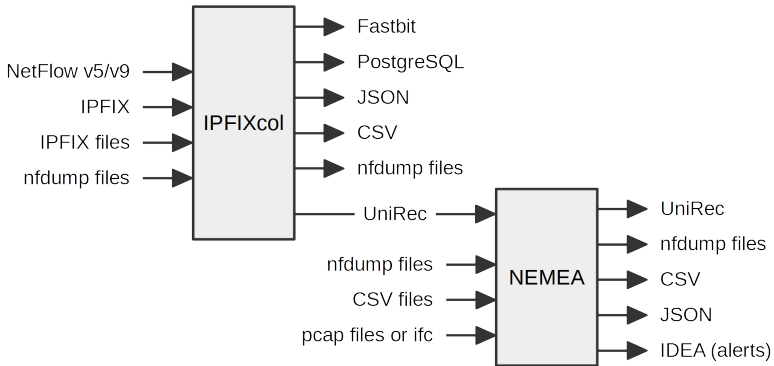 NetFlow v5/v9
IPFIX
IPFIX files
nfdump files
IPFIXcol
Fastbit
PostgreSQL
JSON
CSV
nfdump files
UniRec
nfdump files
CSV files
pcap files or ifc
NEMEA
UniRec
nfdump files
CSV
JSON
IDEA (alerts)